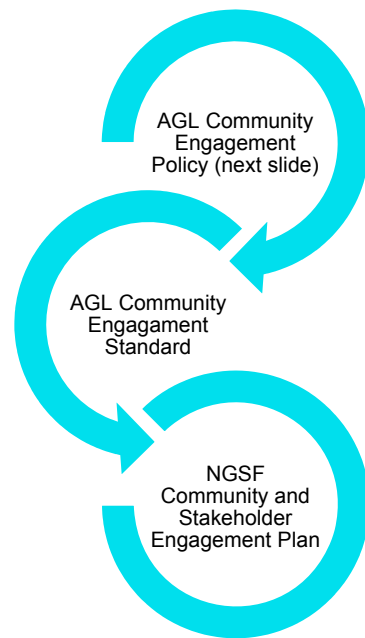 AGL Community
Engagement
Policy (next slide)
AGL Community
Engagament
Standard
NGSF
Community and
Stakeholder
Engagement Plan